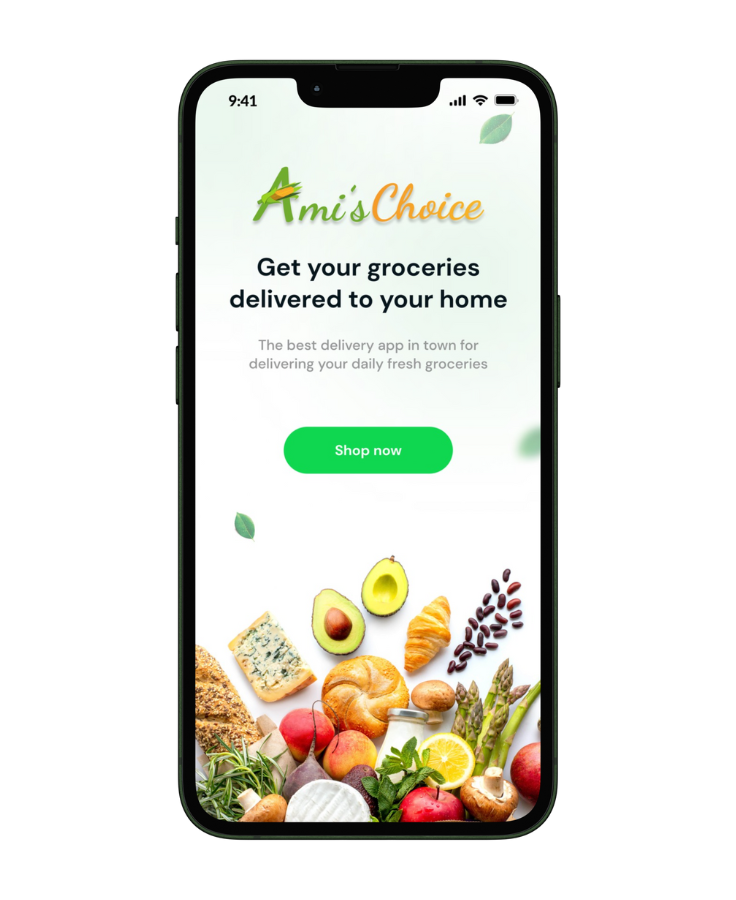 9:41
Ami's Choice
Get your groceries
delivered to your home
The best delivery app in town for
delivering your daily fresh groceries
Shop now